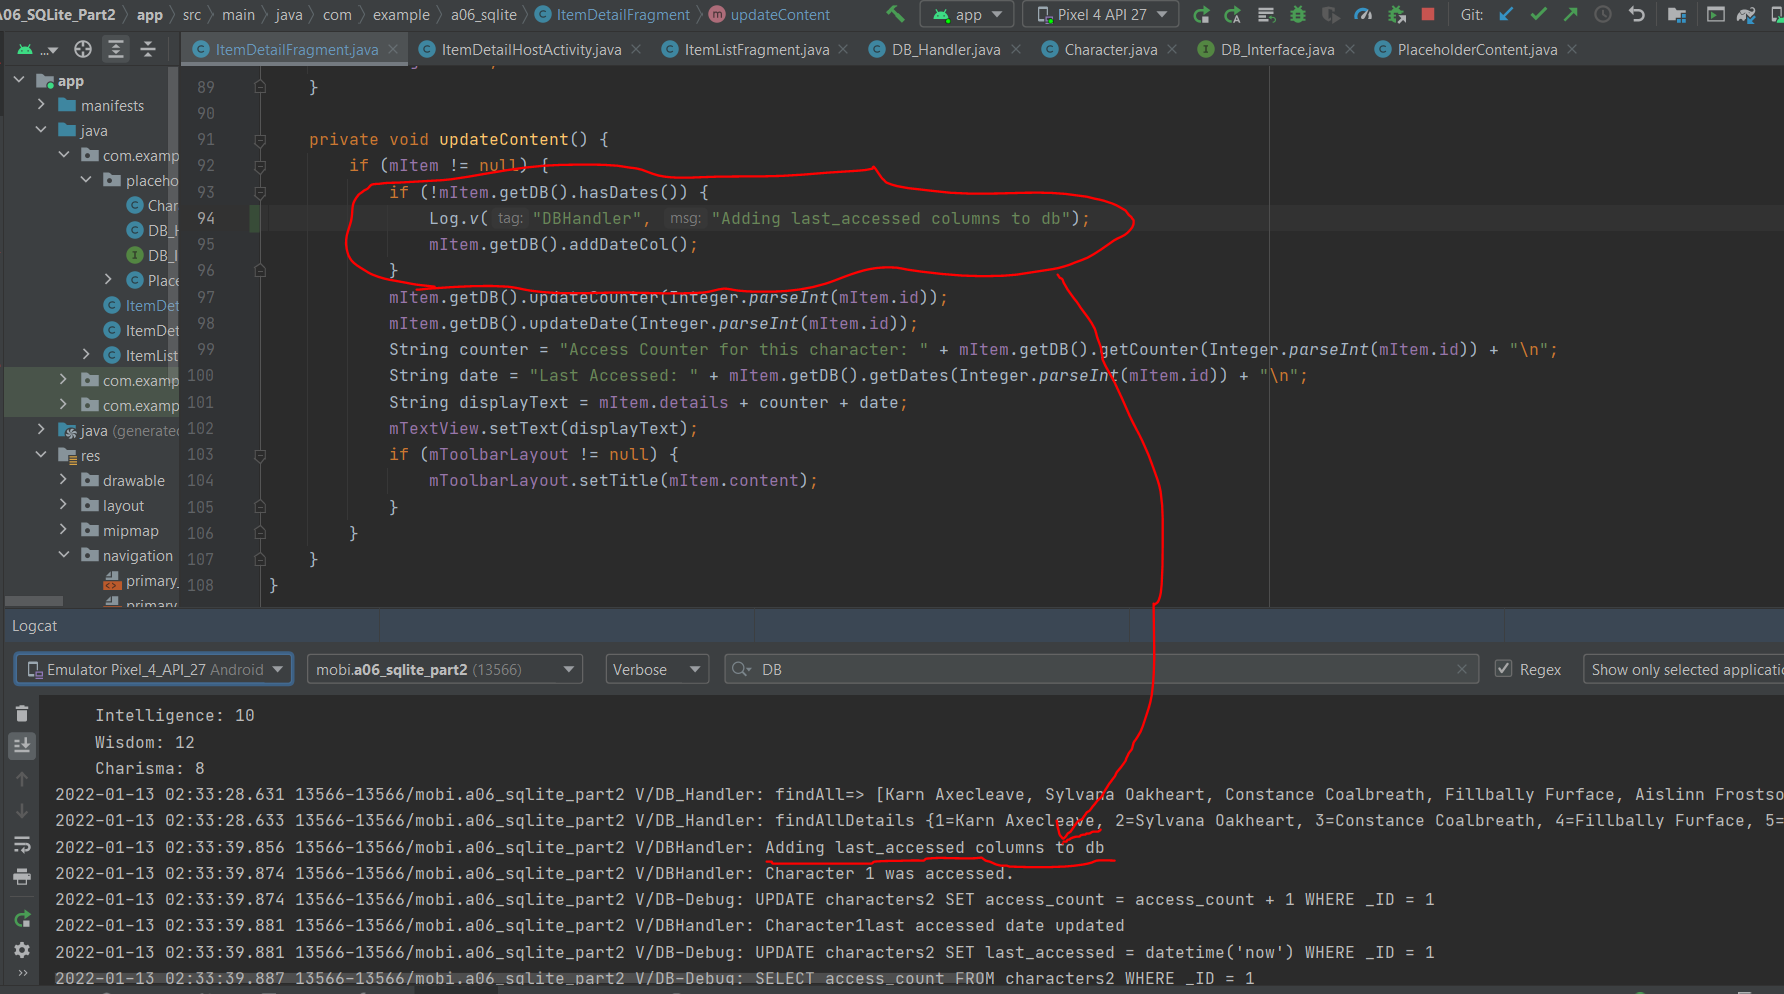 A06_SQLite_Part2 app src main java com example a06_sqlite ItemDetailFragment updateContent app Pixel 4 API 27 Git:
ItemDetailFragment.java ItemDetailHostActivity.java ItemListFragment.java DB_Handler.java Character.java DB_Interface.java PlaceholderContent.java
app
manifests
java
com.examp
placeho
Char
DB_H
DB_I
Place
ItemDet
ItemDet
ItemList
com.examp
com.examp
java (generated
res
drawable
layout
mipmap
navigation
primary_
primary
89 }
90
91 private void updateContent() {
92 if (mItem != null) {
93 if (!mItem.getDB().hasDates()) {
94 Log.v( tag: "DBHandler", msg: "Adding last_accessed columns to db");
95 mItem.getDB().addDateCol();
96 }
97 mItem.getDB().updateCounter(Integer.parseInt(mItem.id));
98 mItem.getDB().updateDate(Integer.parseInt(mItem.id));
99 String counter = "Access Counter for this character: " + mItem.getDB().getCounter(Integer.parseInt(mItem.id)) + "\n";
100 String date = "Last Accessed: " + mItem.getDB().getDates(Integer.parseInt(mItem.id)) + "\n";
101 String displayText = mItem.details + counter + date;
102 mTextView.setText(displayText);
103 if (mToolbarLayout != null) {
104 mToolbarLayout.setTitle(mItem.content);
105 }
106 }
107 }
108 }
Logcat
Emulator Pixel_4_API_27 Android mobi.a06_sqlite_part2 (13566) Verbose DB Regex Show only selected applicatio
Intelligence: 10
Wisdom: 12
Charisma: 8
2022-01-13 02:33:28.631 13566-13566/mobi.a06_sqlite_part2 V/DB_Handler: findAll=> [Karn Axecleave, Sylvana Oakheart, Constance Coalbreath, Fillbally Furface, Aislinn Frostso
2022-01-13 02:33:28.633 13566-13566/mobi.a06_sqlite_part2 V/DB_Handler: findAllDetails {1=Karn Axecleave, 2=Sylvana Oakheart, 3=Constance Coalbreath, 4=Fillbally Furface, 5=
2022-01-13 02:33:39.856 13566-13566/mobi.a06_sqlite_part2 V/DBHandler: Adding last_accessed columns to db
2022-01-13 02:33:39.874 13566-13566/mobi.a06_sqlite_part2 V/DBHandler: Character 1 was accessed.
2022-01-13 02:33:39.874 13566-13566/mobi.a06_sqlite_part2 V/DB-Debug: UPDATE characters2 SET access_count = access_count + 1 WHERE _ID = 1
2022-01-13 02:33:39.881 13566-13566/mobi.a06_sqlite_part2 V/DBHandler: Character1last accessed date updated
2022-01-13 02:33:39.881 13566-13566/mobi.a06_sqlite_part2 V/DB-Debug: UPDATE characters2 SET last_accessed = datetime('now') WHERE _ID = 1
2022-01-13 02:33:39.887 13566-13566/mobi.a06_sqlite_part2 V/DB-Debug: SELECT access_count FROM characters2 WHERE _ID = 1